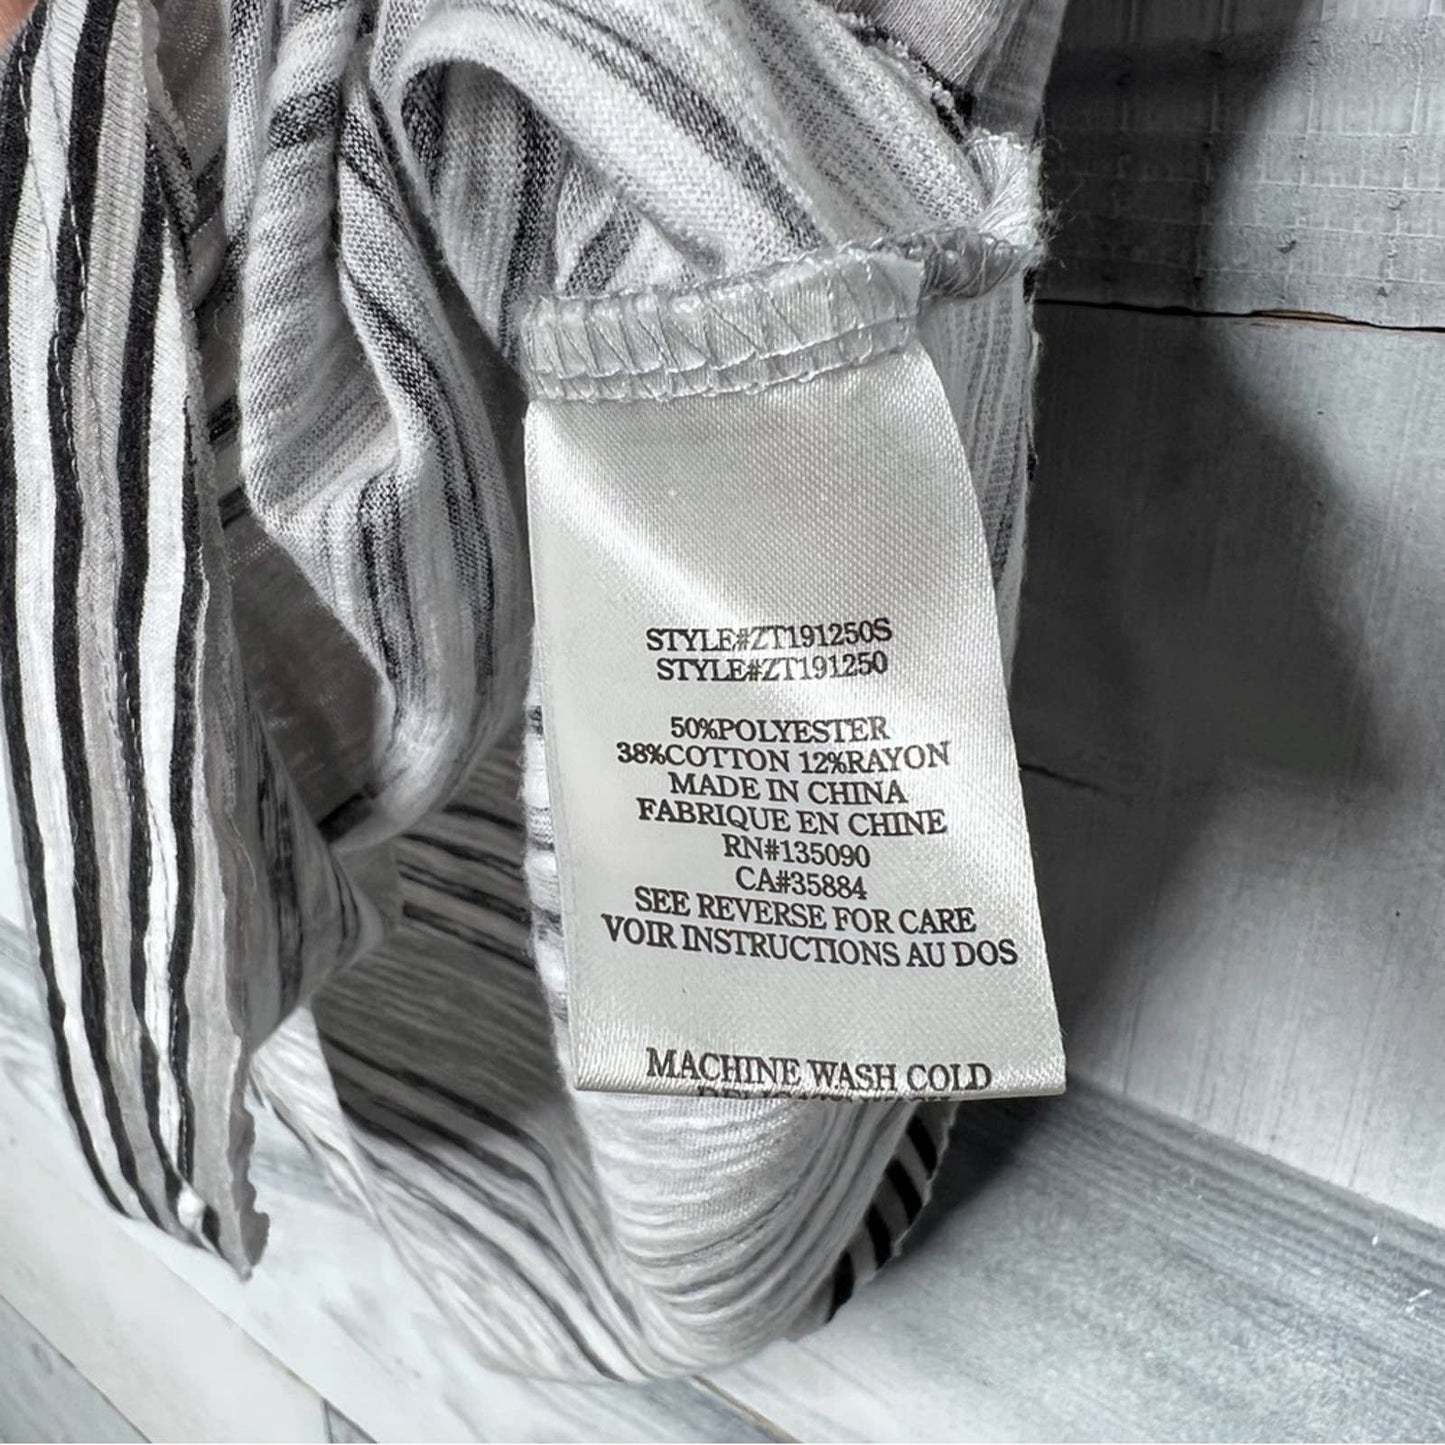 STYLE#ZT191250S
STYLE#ZT191250
50%POLYESTER
38%COTTON 12%RAYON
MADE IN CHINA
FABRIQUE EN CHINE
RN#135090
CA#35884
SEE REVERSE FOR CARE
VOIR INSTRUCTIONS AU DOS
MACHINE WASH COLD